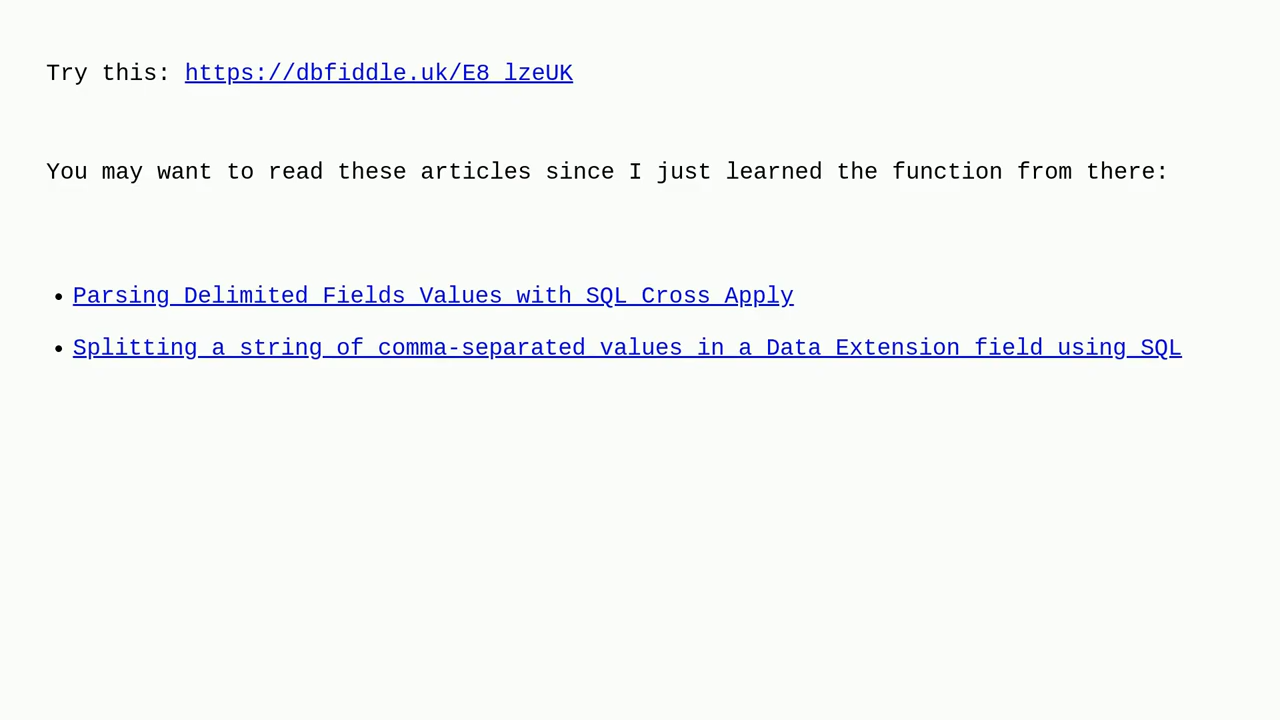 Try this: https://dbfiddle.uk/E8_lzeUK
You may want to read these articles since I just learned the function from there:
• Parsing Delimited Fields Values with SQL Cross Apply
• Splitting a string of comma-separated values in a Data Extension field using SQL